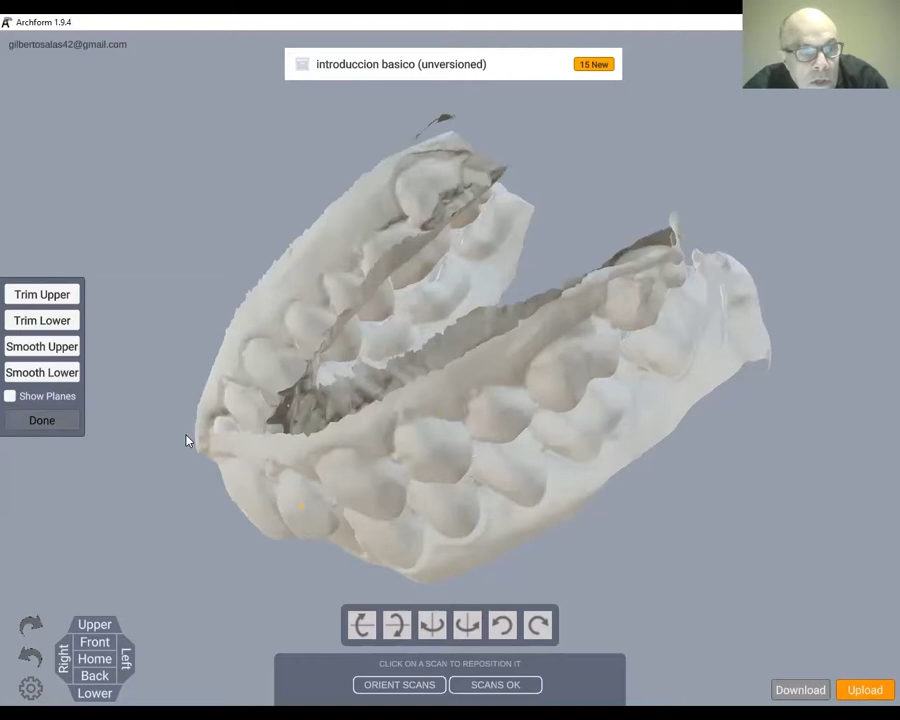 Archform 1.9.4
gilbertosalas42@gmail.com
introduccion basico (unversioned)
15 New
Trim Upper
Trim Lower
Smooth Upper
Smooth Lower
Show Planes
Done
Upper
Front
Right
Home
Left
Back
Lower
CLICK ON A SCAN TO REPOSITION IT
ORIENT SCANS
SCANS OK
Download
Upload